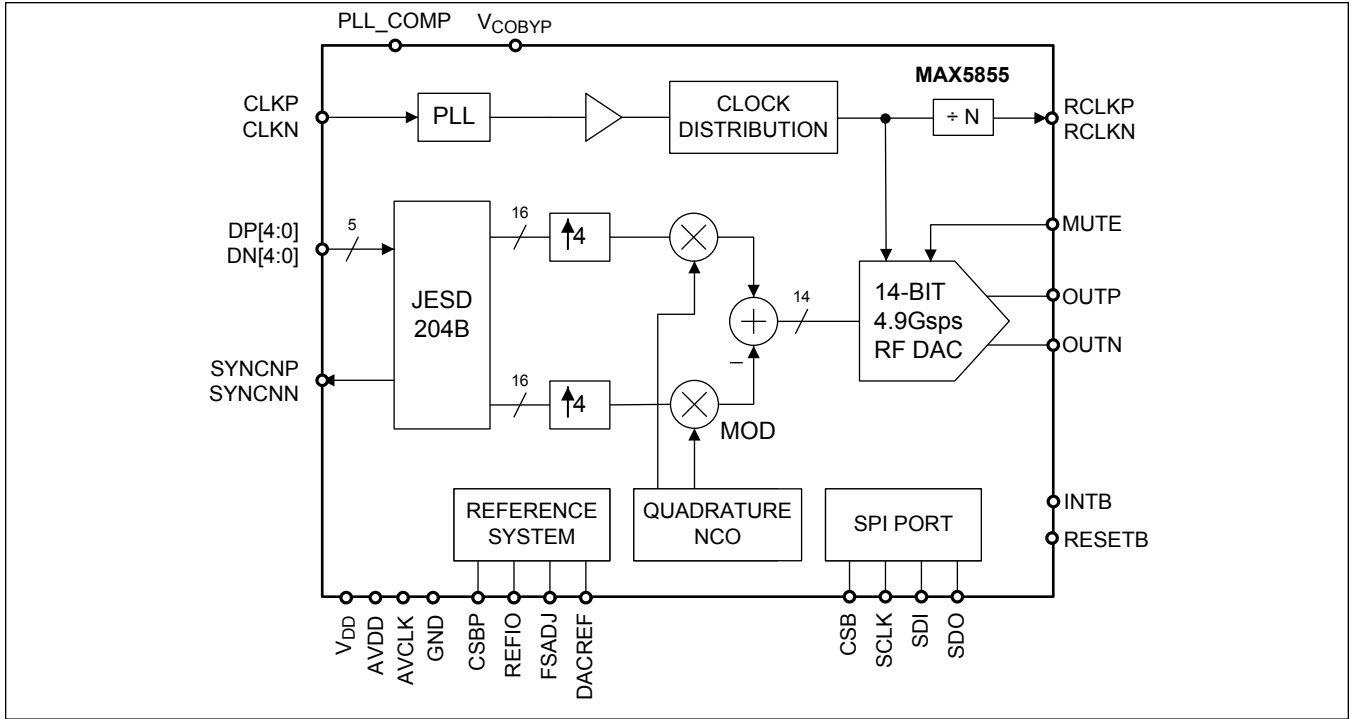 PLL_COMP
VCOBYP
MAX5855
CLKP
CLKN
PLL
CLOCK
DISTRIBUTION
÷ N
RCLKP
RCLKN
DP[4:0]
DN[4:0]
5
JESD
204B
16
↑4
MUTE
14
14-BIT
4.9Gsps
RF DAC
OUTP
OUTN
+
−
SYNCNP
SYNCNN
16
↑4
MOD
REFERENCE
SYSTEM
QUADRATURE
NCO
SPI PORT
INTB
RESETB
VDD
AVDD
AVCLK
GND
CSBP
REFIO
FSADJ
DACREF
CSB
SCLK
SDI
SDO